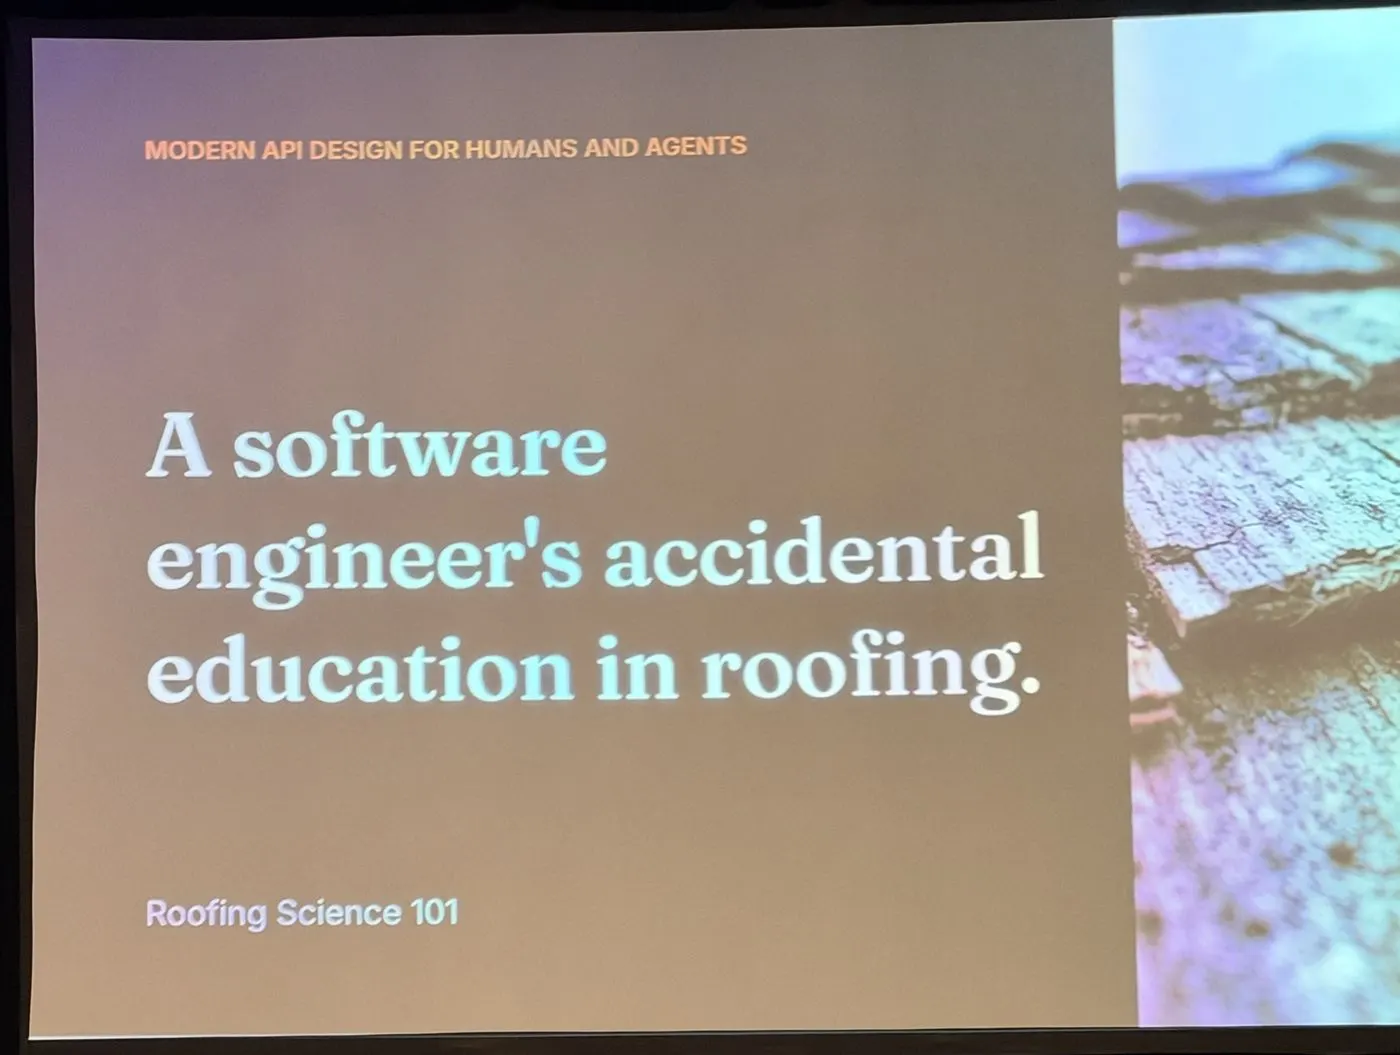 MODERN API DESIGN FOR HUMANS AND AGENTS
A software
engineer's accidental
education in roofing.
Roofing Science 101